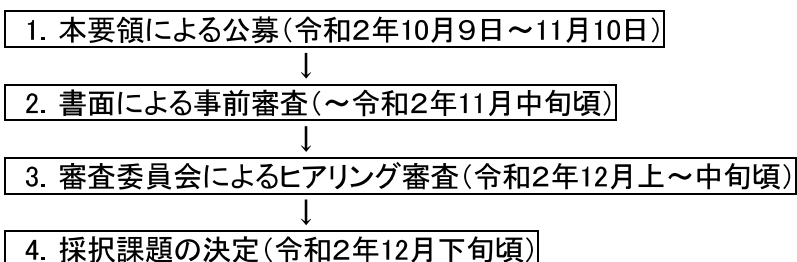 1. 本要領による公募（令和２年10月９日～11月10日）
↓
2. 書面による事前審査（～令和２年11月中旬頃）
↓
3. 審査委員会によるヒアリング審査（令和２年12月上～中旬頃）
↓
4. 採択課題の決定（令和２年12月下旬頃）